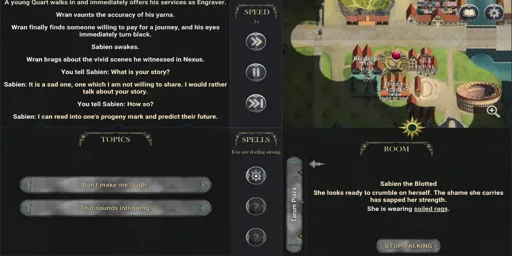 A young Quart walks in and immediately offers his services as Engraver.
Wran vaunts the accuracy of his yarns.
Wran finally finds someone willing to pay for a journey, and his eyes
immediately turn black.
Sabien awakes.
Wran brags about the vivid scenes he witnessed in Nexus.
You tell Sabien: What is your story?
Sabien: It is a sad one, one which I am not willing to share. I would rather
talk about your story.
You tell Sabien: How so?
Sabien: I can read into one's progeny mark and predict their future.
SPEED
TOPICS
Don't make me laugh
That sounds intriguing
SPELLS
You are feeling strong.
?
?
Tarum Plaza
ROOM
Sabien the Blotted
She looks ready to crumble on herself. The shame she carries
has sapped her strength.
She is wearing soiled rags.
STOP TALKING